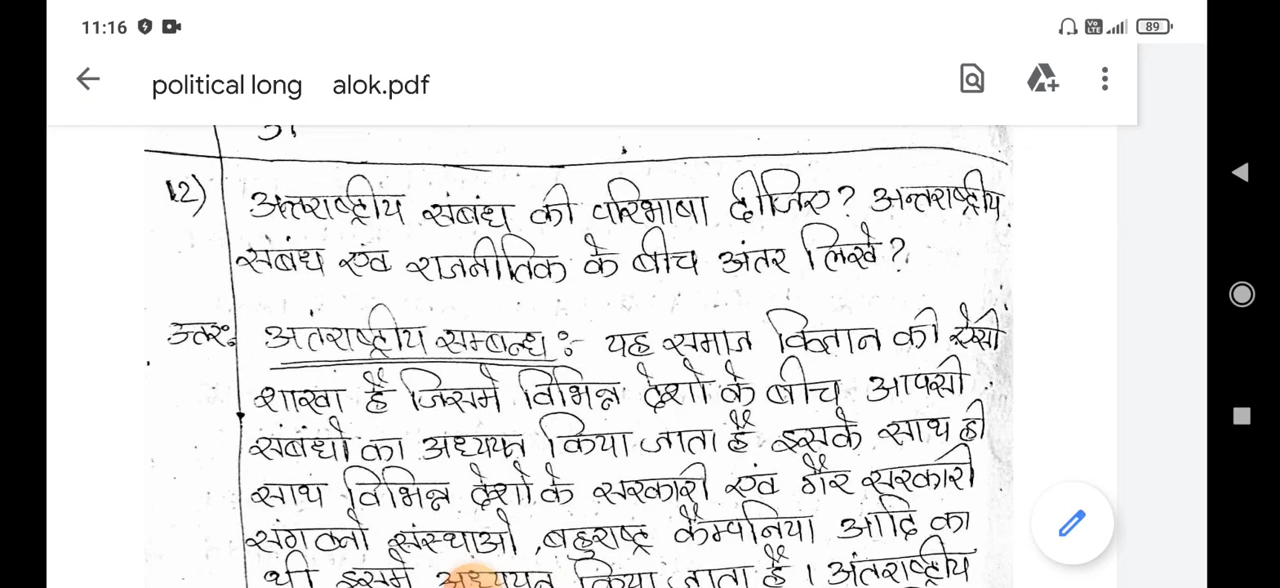 11:16 89
political long alok.pdf
12) अन्तराष्ट्रीय संबंध की परिभाषा दीजिए? अन्तराष्ट्रीय
संबंध एवं राजनीतिक के बीच अंतर लिखे?
उत्तर: अंतराष्ट्रीय सम्बन्ध :- यह समाज कितान की ऐसी
शाखा है जिसमे विभिन्न देशो के बीच आपसी
संबंधो का अध्ययन किया जाता है इसके साथ ही
साथ विभिन्न देशो के सरकारी एवं गैर सरकारी
संगठनो संस्थाओ, बहुराष्ट्र कैम्पनिया आदि का
भी इसमे अध्ययन किया जाता है। अंतराष्ट्रीय